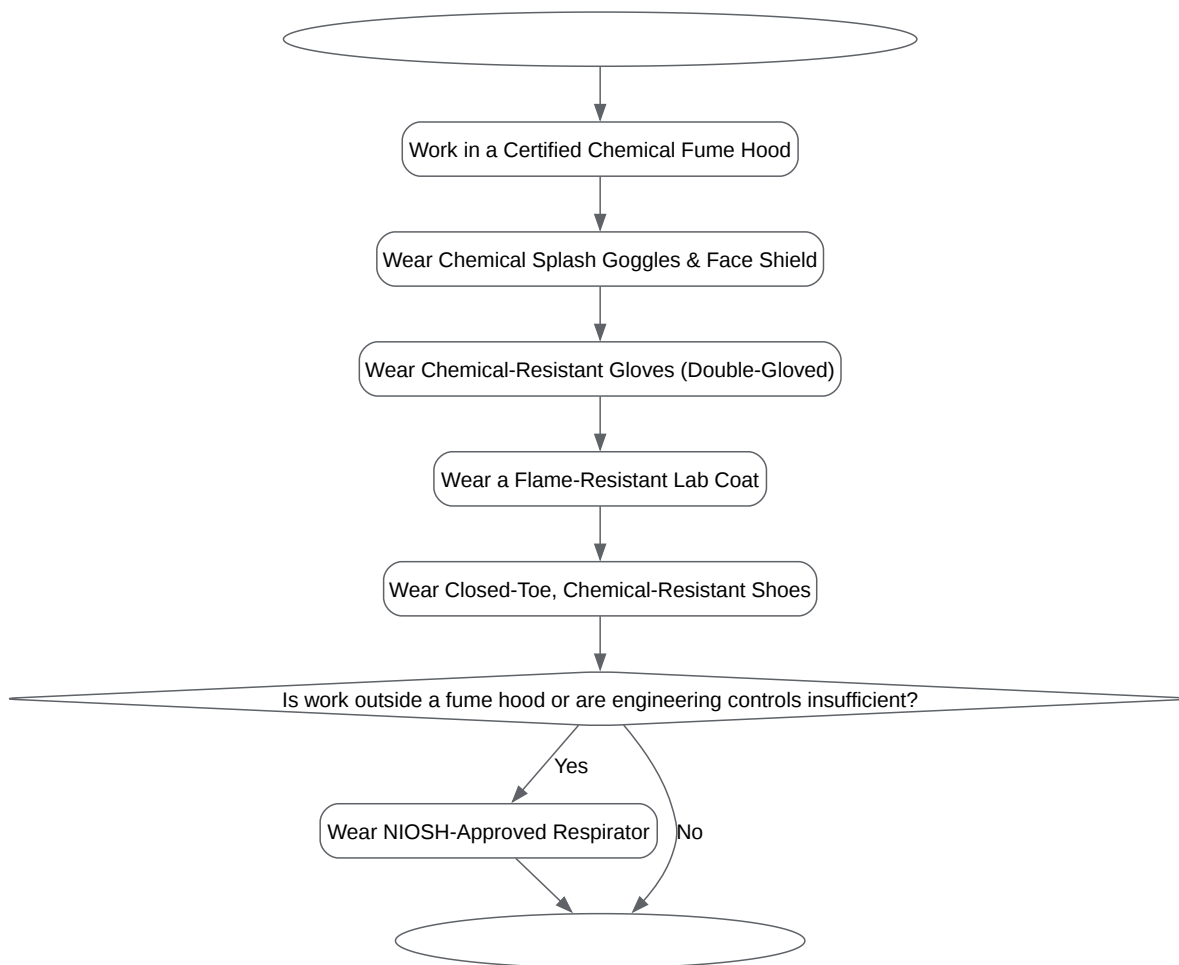 Work in a Certified Chemical Fume Hood
Wear Chemical Splash Goggles & Face Shield
Wear Chemical-Resistant Gloves (Double-Gloved)
Wear a Flame-Resistant Lab Coat
Wear Closed-Toe, Chemical-Resistant Shoes
Is work outside a fume hood or are engineering controls insufficient?
Yes
Wear NIOSH-Approved Respirator
No